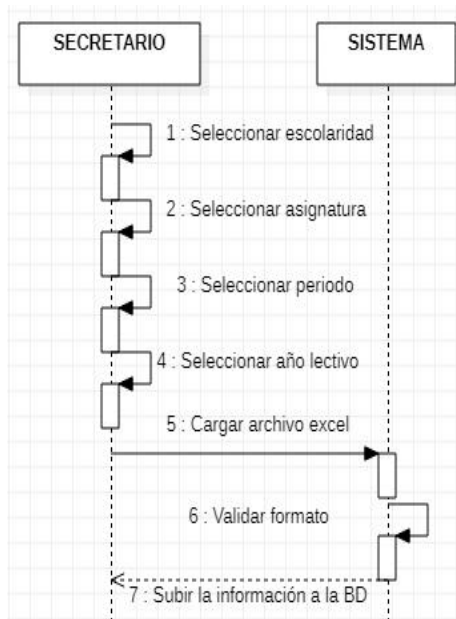 SECRETARIO
SISTEMA
1 : Seleccionar escolaridad
2 : Seleccionar asignatura
3 : Seleccionar periodo
4 : Seleccionar año lectivo
5 : Cargar archivo excel
6 : Validar formato
7 : Subir la información a la BD